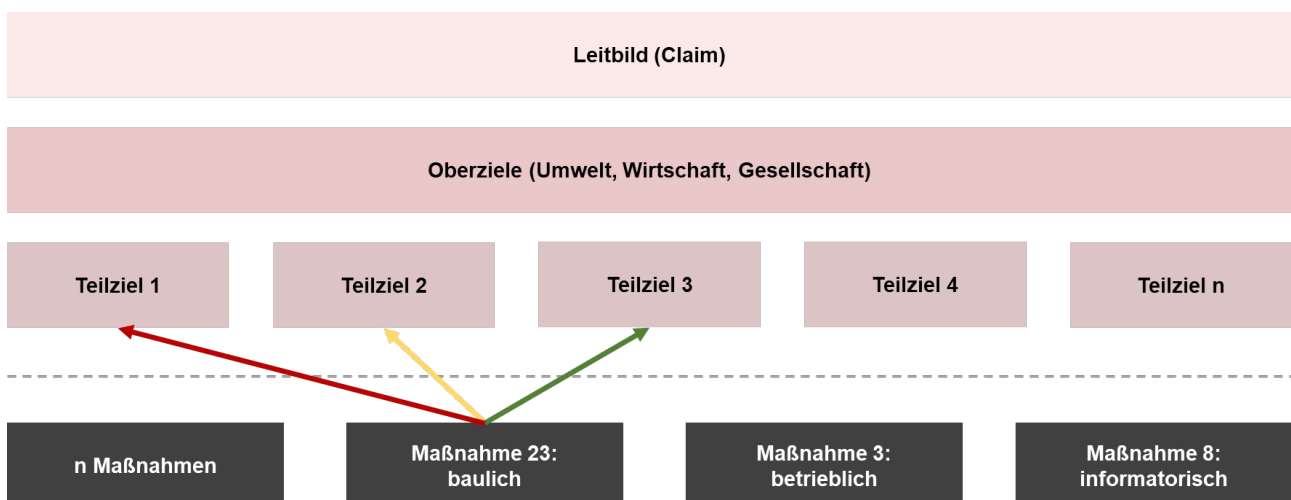 Leitbild (Claim)
Oberziele (Umwelt, Wirtschaft, Gesellschaft)
Teilziel 1
Teilziel 2
Teilziel 3
Teilziel 4
Teilziel n
n Maßnahmen
Maßnahme 23:
baulich
Maßnahme 3:
betrieblich
Maßnahme 8:
informatorisch